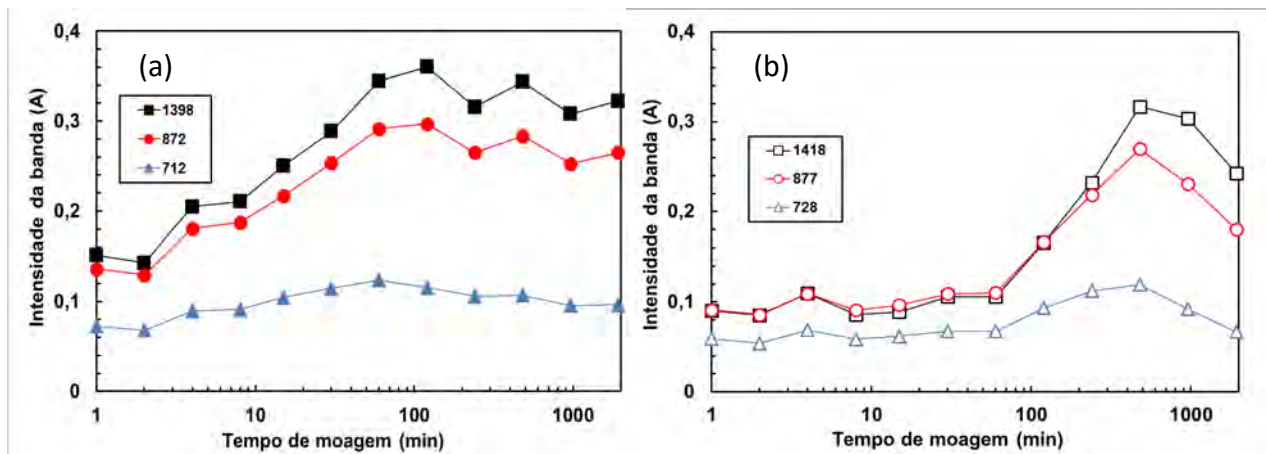 (a)
Intensidade da banda (A)
0,4
0,3
0,2
0,1
0
1398
872
712
1 10 100 1000
Tempo de moagem (min)
(b)
Intensidade da banda (A)
0,4
0,3
0,2
0,1
0
1418
877
728
1 10 100 1000
Tempo de moagem (min)